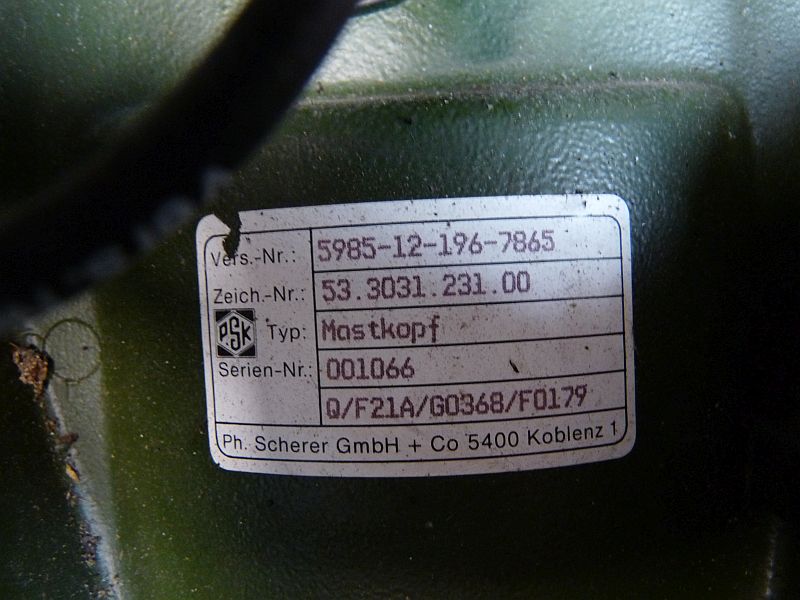 Vers.-Nr.: 5985-12-196-7865
Zeich.-Nr.: 53.3031.231.00
PSK Typ: Mastkopf
Serien-Nr.: 001066
Q/F21A/G0368/F0179
Ph. Scherer GmbH + Co 5400 Koblenz 1